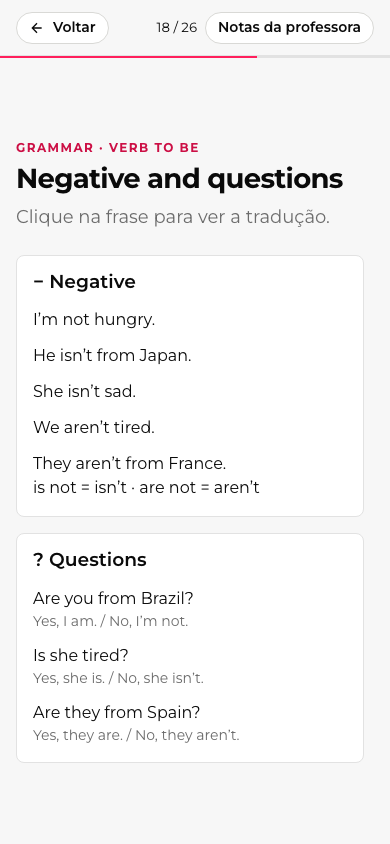 ← Voltar
18 / 26
Notas da professora
GRAMMAR · VERB TO BE
Negative and questions
Clique na frase para ver a tradução.
− Negative
I’m not hungry.
He isn’t from Japan.
She isn’t sad.
We aren’t tired.
They aren’t from France.
is not = isn’t · are not = aren’t
? Questions
Are you from Brazil?
Yes, I am. / No, I’m not.
Is she tired?
Yes, she is. / No, she isn’t.
Are they from Spain?
Yes, they are. / No, they aren’t.